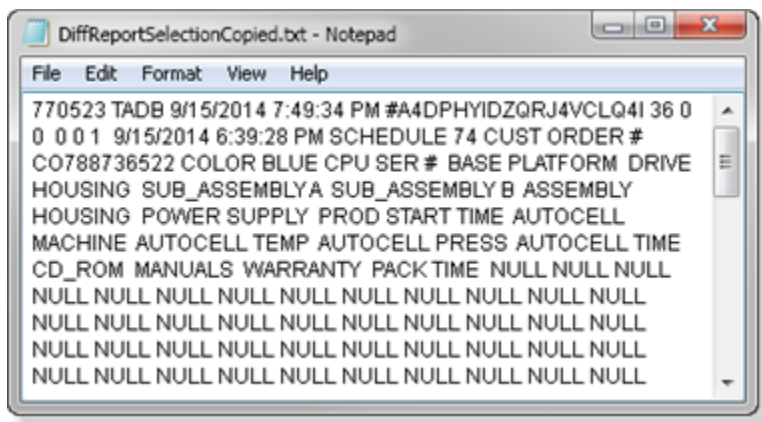 DiffReportSelectionCopied.txt - Notepad
File Edit Format View Help
770523 TADB 9/15/2014 7:49:34 PM #A4DPHYIDZQRJ4VCLQ4I 36 0
0 0 0 1 9/15/2014 6:39:28 PM SCHEDULE 74 CUST ORDER #
CO788736522 COLOR BLUE CPU SER # BASE PLATFORM DRIVE
HOUSING SUB_ASSEMBLY A SUB_ASSEMBLY B ASSEMBLY
HOUSING POWER SUPPLY PROD START TIME AUTOCELL
MACHINE AUTOCELL TEMP AUTOCELL PRESS AUTOCELL TIME
CD_ROM MANUALS WARRANTY PACK TIME NULL NULL NULL
NULL NULL NULL NULL NULL NULL NULL NULL NULL NULL
NULL NULL NULL NULL NULL NULL NULL NULL NULL NULL
NULL NULL NULL NULL NULL NULL NULL NULL NULL NULL
NULL NULL NULL NULL NULL NULL NULL NULL NULL NULL